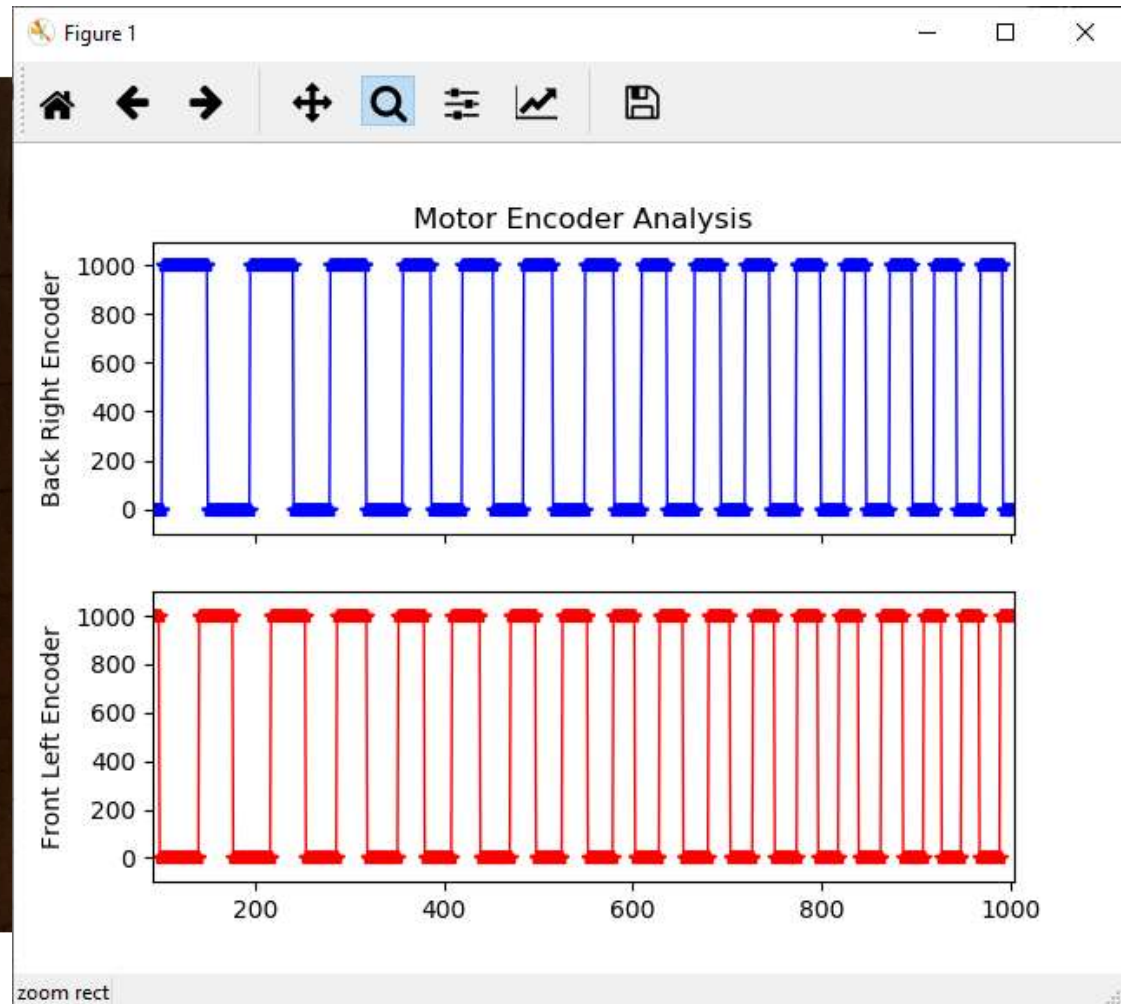 Figure 1
Motor Encoder Analysis
Back Right Encoder
1000
800
600
400
200
0
Front Left Encoder
1000
800
600
400
200
0
200 400 600 800 1000
zoom rect